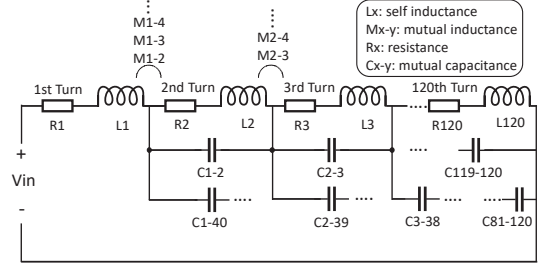 M1-4
M1-3
M1-2
M2-4
M2-3
Lx: self inductance
Mx-y: mutual inductance
Rx: resistance
Cx-y: mutual capacitance
1st Turn
2nd Turn
3rd Turn
120th Turn
R1
L1
R2
L2
R3
L3
R120
L120
+
Vin
-
C1-2
C2-3
C119-120
C1-40
C2-39
C3-38
C81-120